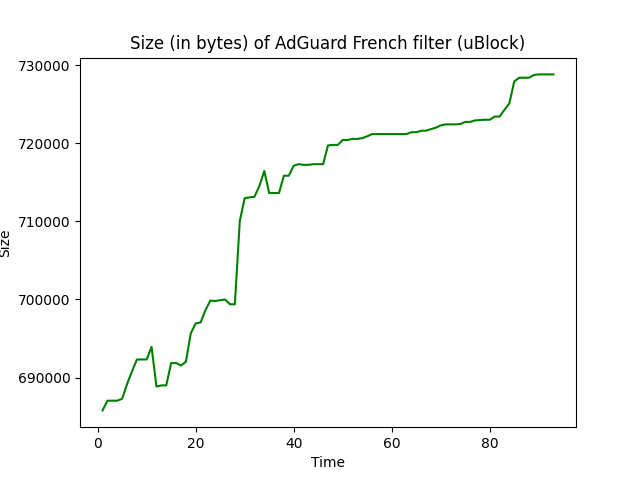 Size (in bytes) of AdGuard French filter (uBlock)
730000
720000
710000
700000
690000
Size
0 20 40 60 80
Time